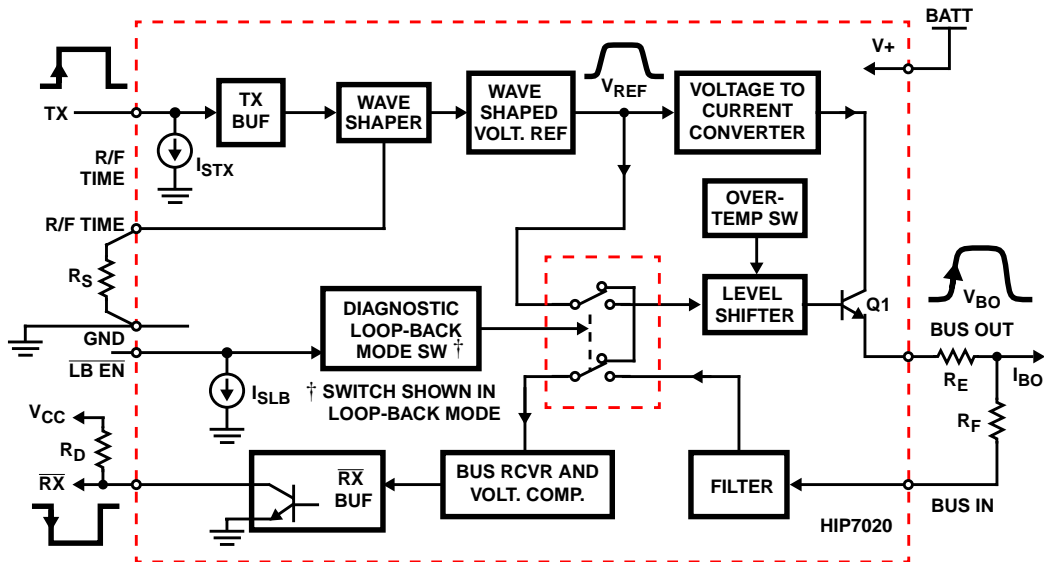 BATT
V+
TX
TX
BUF
WAVE
SHAPER
WAVE
SHAPED
VOLT. REF
VREF
VOLTAGE TO
CURRENT
CONVERTER
ISTX
R/F
TIME
R/F TIME
RS
GND
LB EN
ISLB
DIAGNOSTIC
LOOP-BACK
MODE SW †
† SWITCH SHOWN IN
LOOP-BACK MODE
OVER-
TEMP SW
LEVEL
SHIFTER
Q1
VBO
BUS OUT
RE
IBO
RF
BUS IN
VCC
RD
RX
RX
BUF
BUS RCVR AND
VOLT. COMP.
FILTER
HIP7020